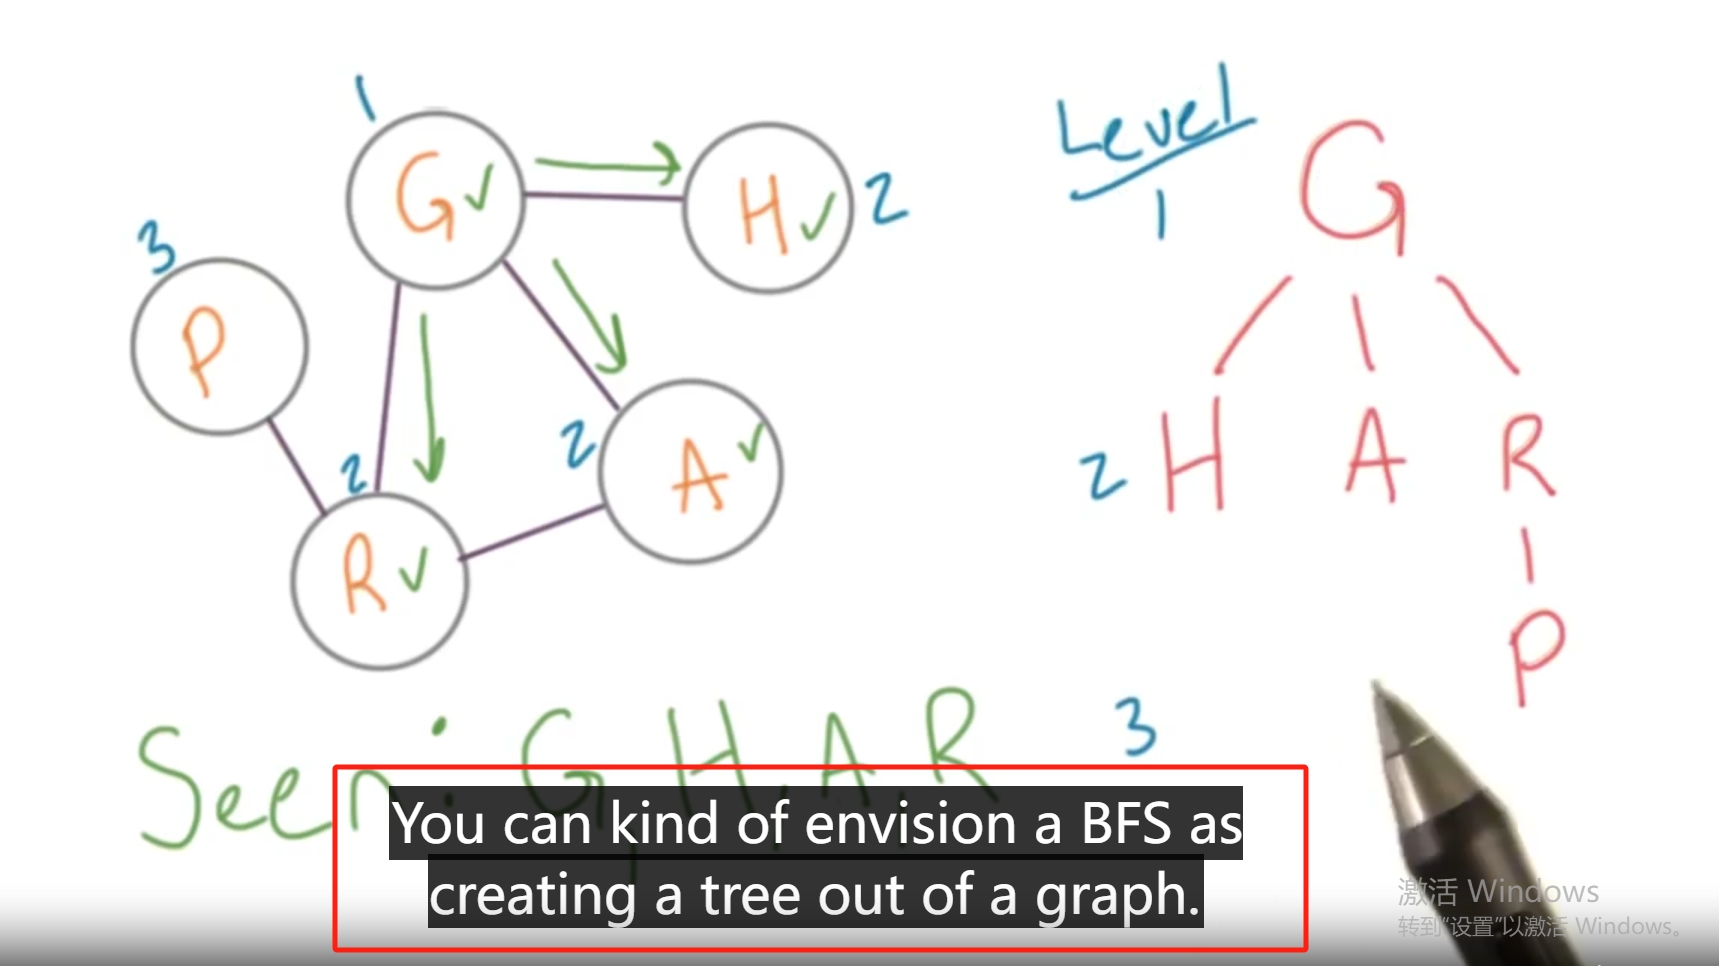 1
G
H
2
3
P
2
A
2
R
Level
1
G
2 H A R
P
3
Seen: G, H, A, R
You can kind of envision a BFS as
creating a tree out of a graph.
激活 Windows
转到“设置”以激活 Windows。